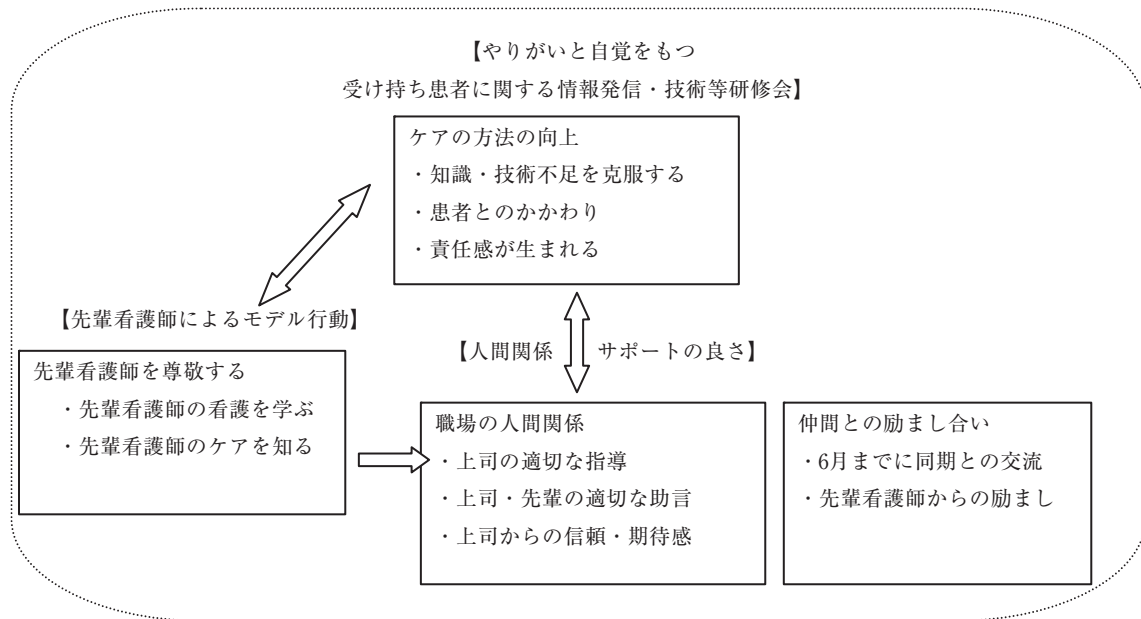 【やりがいと自覚をもつ
受け持ち患者に関する情報発信・技術等研修会】
ケアの方法の向上
・知識・技術不足を克服する
・患者とのかかわり
・責任感が生まれる
【先輩看護師によるモデル行動】
先輩看護師を尊敬する
・先輩看護師の看護を学ぶ
・先輩看護師のケアを知る
【人間関係 サポートの良さ】
職場の人間関係
・上司の適切な指導
・上司・先輩の適切な助言
・上司からの信頼・期待感
仲間との励まし合い
・6月までに同期との交流
・先輩看護師からの励まし